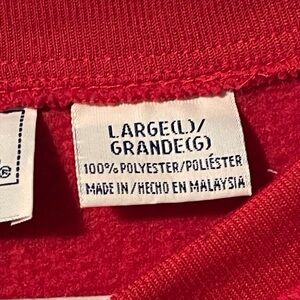 LARGE(L)/
GRANDE(G)
100% POLYESTER/POLIÉSTER
MADE IN/HECHO EN MALAYSIA
®